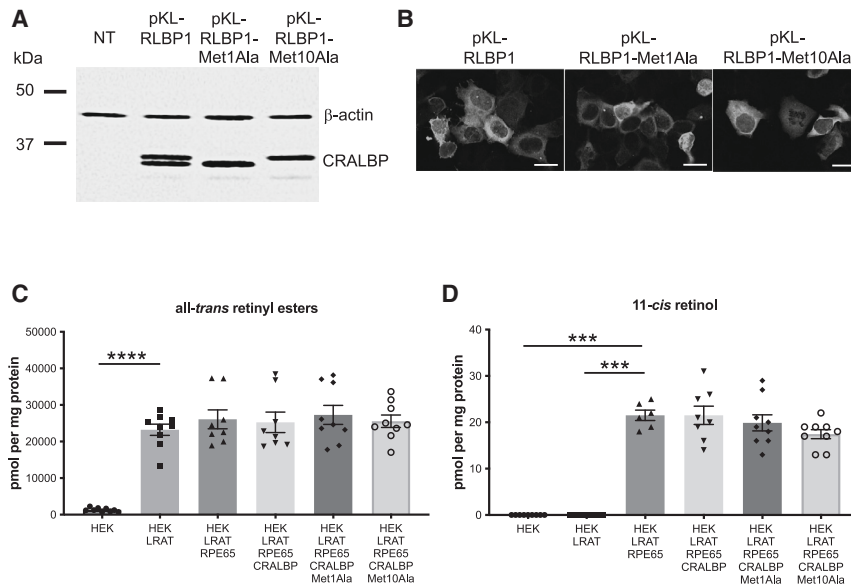 A
kDa
50
37
NT
pKL-
RLBP1
pKL-
RLBP1-
Met1Ala
pKL-
RLBP1-
Met10Ala
β-actin
CRALBP
B
pKL-
RLBP1
pKL-
RLBP1-Met1Ala
pKL-
RLBP1-Met10Ala
C
all-trans retinyl esters
pmol per mg protein
50000
40000
30000
20000
10000
0
****
HEK
HEK
LRAT
HEK
LRAT
RPE65
HEK
LRAT
RPE65
CRALBP
HEK
LRAT
RPE65
CRALBP
Met1Ala
HEK
LRAT
RPE65
CRALBP
Met10Ala
D
11-cis retinol
pmol per mg protein
40
30
20
10
0
***
***
HEK
HEK
LRAT
HEK
LRAT
RPE65
HEK
LRAT
RPE65
CRALBP
HEK
LRAT
RPE65
CRALBP
Met1Ala
HEK
LRAT
RPE65
CRALBP
Met10Ala